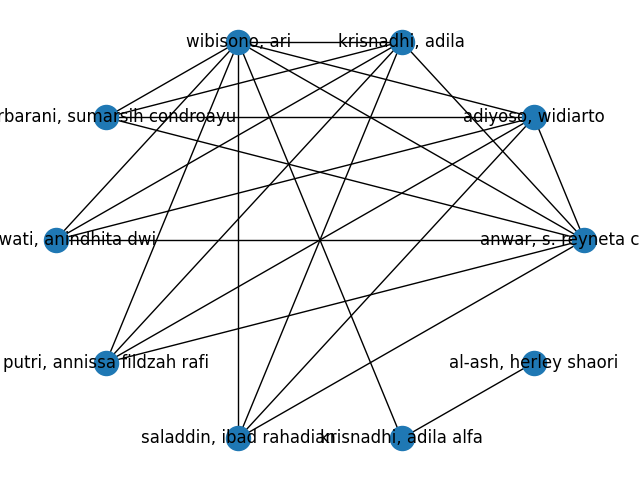 wibisono, ari
krisnadhi, adila
rbarani, sumarsih condroayu
adiyoso, widiarto
wati, anindhita dwi
anwar, s. reyneta c
putri, annissa fildzah rafi
al-ash, herley shaori
saladdin, ibad rahadian
krisnadhi, adila alfa